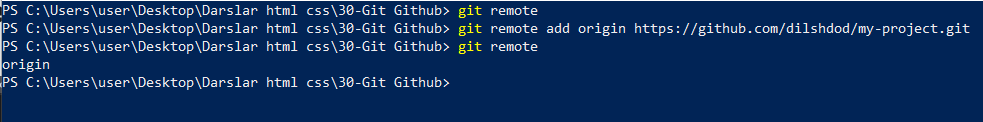 PS C:\Users\user\Desktop\Darslar html css\30-Git Github> git remote
PS C:\Users\user\Desktop\Darslar html css\30-Git Github> git remote add origin https://github.com/dilshdod/my-project.git
PS C:\Users\user\Desktop\Darslar html css\30-Git Github> git remote
origin
PS C:\Users\user\Desktop\Darslar html css\30-Git Github>